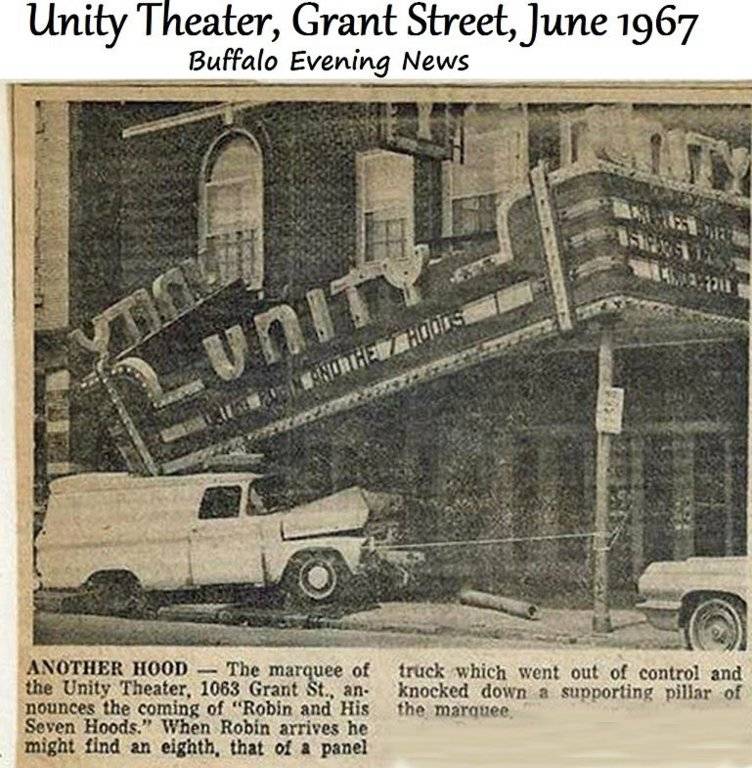 Unity Theater, Grant Street, June 1967
Buffalo Evening News
UNITY
UNITY
UNITY
AND THE 7 HOODS
ANOTHER HOOD — The marquee of
the Unity Theater, 1063 Grant St., an-
nounces the coming of "Robin and His
Seven Hoods." When Robin arrives he
might find an eighth, that of a panel
truck which went out of control and
knocked down a supporting pillar of
the marquee.